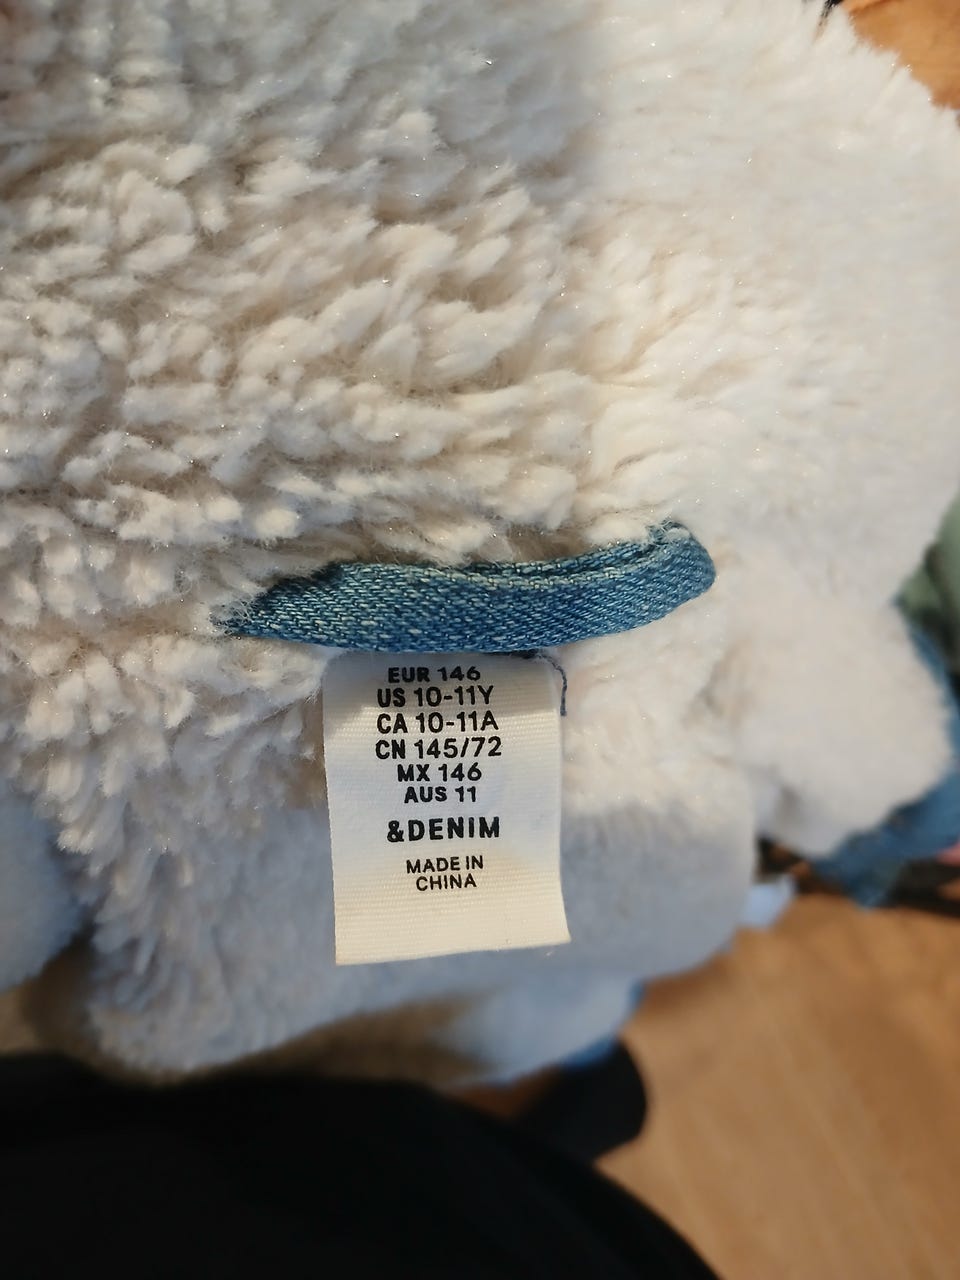 EUR 146
US 10-11Y
CA 10-11A
CN 145/72
MX 146
AUS 11
&DENIM
MADE IN
CHINA